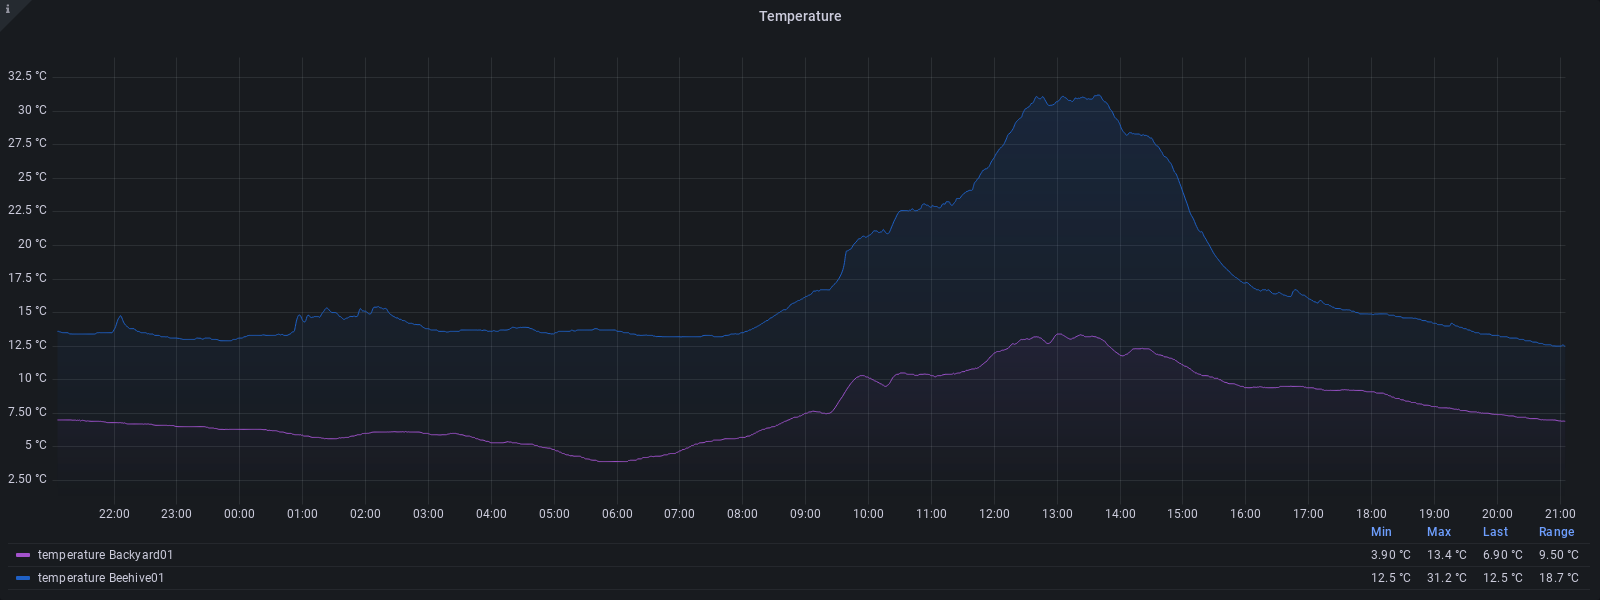 i
Temperature
32.5 °C
30 °C
27.5 °C
25 °C
22.5 °C
20 °C
17.5 °C
15 °C
12.5 °C
10 °C
7.50 °C
5 °C
2.50 °C
22:00 23:00 00:00 01:00 02:00 03:00 04:00 05:00 06:00 07:00 08:00 09:00 10:00 11:00 12:00 13:00 14:00 15:00 16:00 17:00 18:00 19:00 20:00 21:00
Min Max Last Range
temperature Backyard01 3.90 °C 13.4 °C 6.90 °C 9.50 °C
temperature Beehive01 12.5 °C 31.2 °C 12.5 °C 18.7 °C